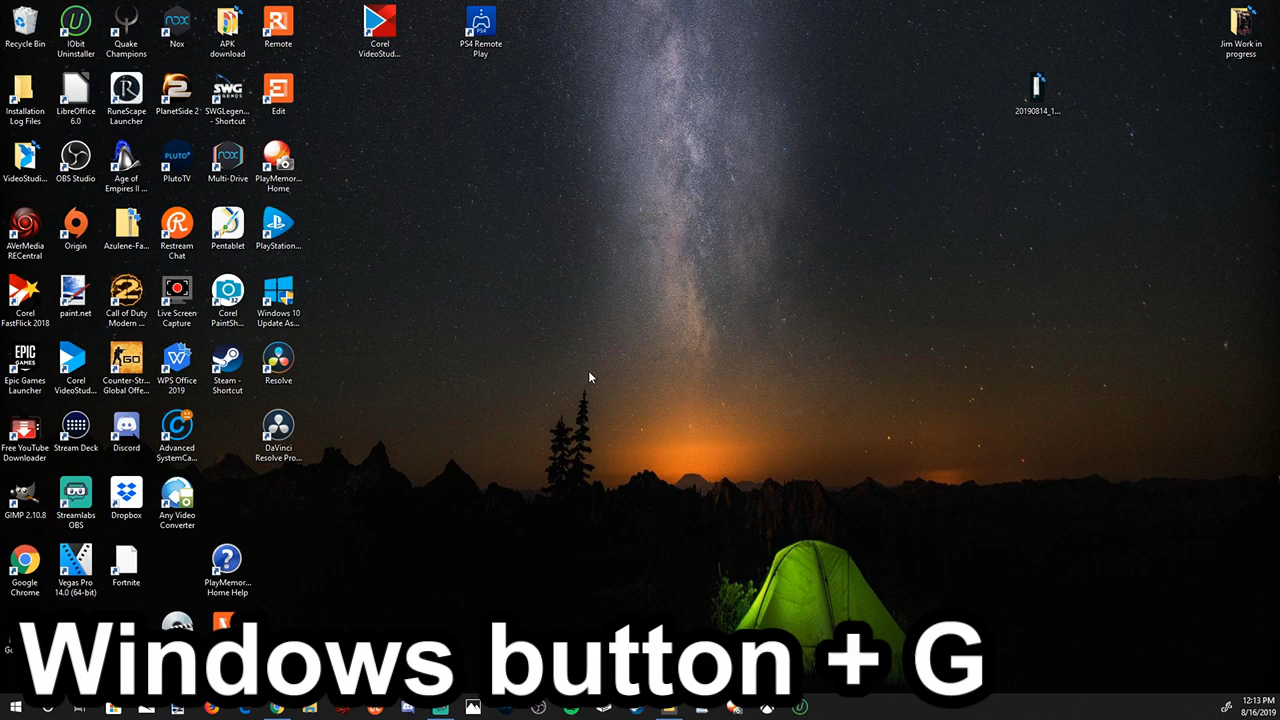 Recycle Bin
IObit
Uninstaller
Quake
Champions
Nox
APK
download
Remote
Corel
VideoStud...
PS4 Remote
Play
Jim Work in
progress
Installation
Log Files
LibreOffice
6.0
RuneScape
Launcher
PlanetSide 2
SWGLegen...
- Shortcut
Edit
20190814_1...
VideoStudi...
OBS Studio
Age of
Empires II ...
PlutoTV
Multi-Drive
PlayMemor...
Home
AVerMedia
RECentral
Origin
Azulene-Fa...
Restream
Chat
Pentablet
PlayStation...
Corel
FastFlick 2018
paint.net
Call of Duty
Modern ...
Live Screen
Capture
Corel
PaintSh...
Windows 10
Update As...
Epic Games
Launcher
Corel
VideoStud...
Counter-Str...
Global Offe...
WPS Office
2019
Steam -
Shortcut
Resolve
Free YouTube
Downloader
Stream Deck
Discord
Advanced
SystemCa...
DaVinci
Resolve Pro...
GIMP 2.10.8
Streamlabs
OBS
Dropbox
Any Video
Converter
Google
Chrome
Vegas Pro
14.0 (64-bit)
Fortnite
PlayMemor...
Home Help
Windows button + G
12:13 PM
8/16/2019